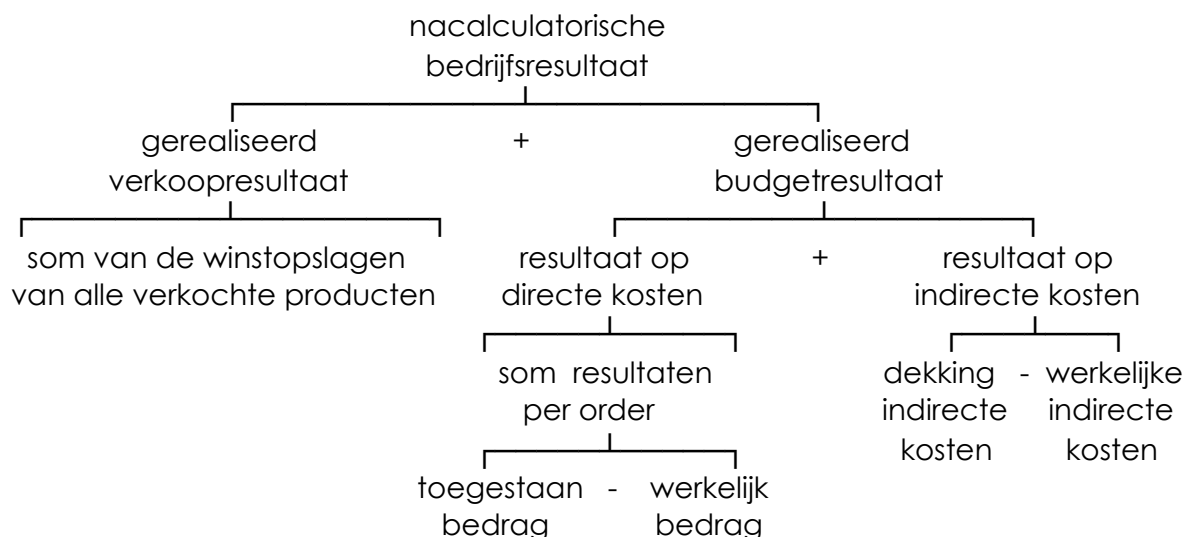 nacalculatorische
bedrijfsresultaat
gerealiseerd + gerealiseerd
verkoopresultaat budgetresultaat
som van de winstopslagen resultaat op + resultaat op
van alle verkochte producten directe kosten indirecte kosten
som resultaten dekking - werkelijke
per order indirecte indirecte
kosten kosten
toegestaan - werkelijk
bedrag bedrag